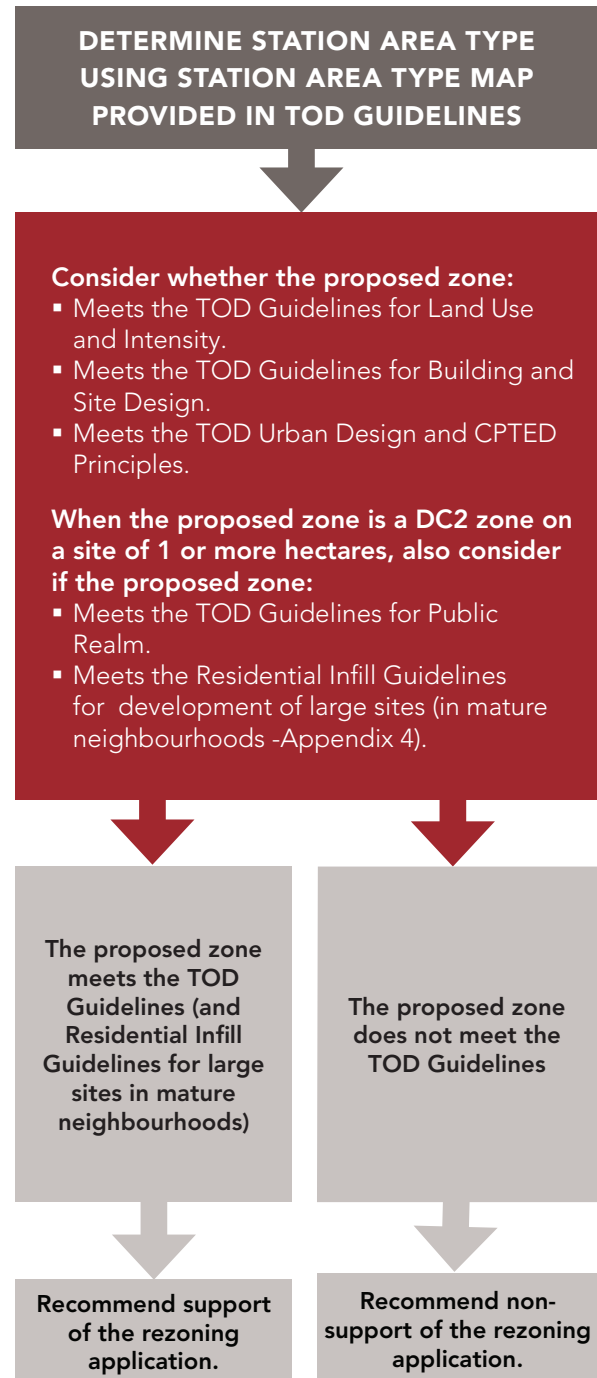 DETERMINE STATION AREA TYPE
USING STATION AREA TYPE MAP
PROVIDED IN TOD GUIDELINES
Consider whether the proposed zone:
▪ Meets the TOD Guidelines for Land Use
and Intensity.
▪ Meets the TOD Guidelines for Building and
Site Design.
▪ Meets the TOD Urban Design and CPTED
Principles.
When the proposed zone is a DC2 zone on
a site of 1 or more hectares, also consider
if the proposed zone:
▪ Meets the TOD Guidelines for Public
Realm.
▪ Meets the Residential Infill Guidelines
for development of large sites (in mature
neighbourhoods -Appendix 4).
The proposed zone
meets the TOD
Guidelines (and
Residential Infill
Guidelines for large
sites in mature
neighbourhoods)
The proposed zone
does not meet the
TOD Guidelines
Recommend support
of the rezoning
application.
Recommend non-
support of the rezoning
application.